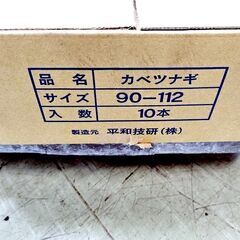 品名 カベツナギ
サイズ 90-112
入数 10本
製造元 平和技研(株)